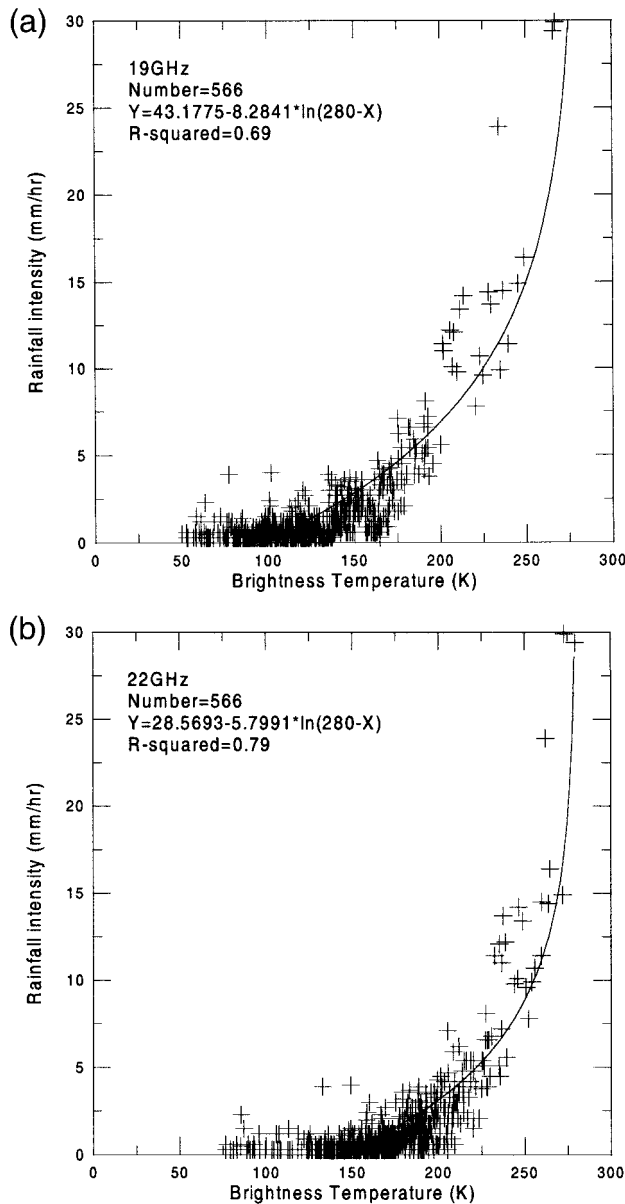 (a)
30
25
20
15
10
5
0
Rainfall intensity (mm/hr)
19GHz
Number=566
Y=43.1775-8.2841*ln(280-X)
R-squared=0.69
0 50 100 150 200 250 300
Brightness Temperature (K)
(b)
30
25
20
15
10
5
0
Rainfall intensity (mm/hr)
22GHz
Number=566
Y=28.5693-5.7991*ln(280-X)
R-squared=0.79
0 50 100 150 200 250 300
Brightness Temperature (K)